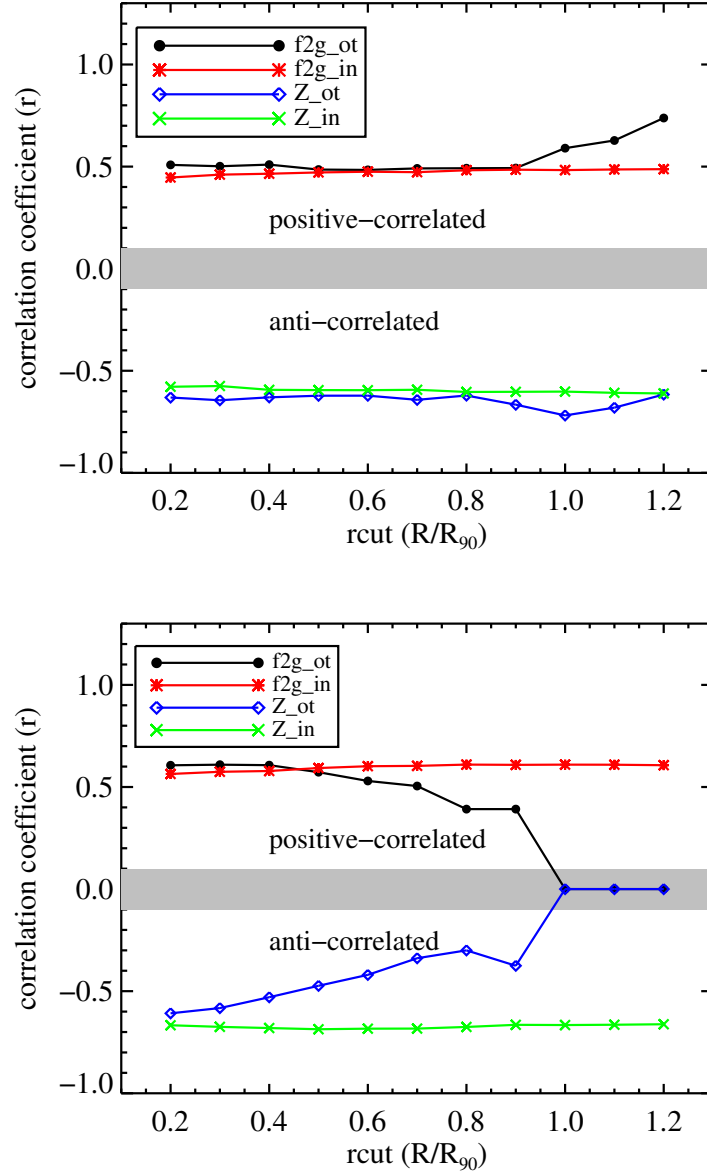 f2g_ot
f2g_in
Z_ot
Z_in
1.0
0.5
0.0
−0.5
−1.0
correlation coefficient (r)
positive−correlated
anti−correlated
0.2 0.4 0.6 0.8 1.0 1.2
rcut (R/R90)
f2g_ot
f2g_in
Z_ot
Z_in
1.0
0.5
0.0
−0.5
−1.0
correlation coefficient (r)
positive−correlated
anti−correlated
0.2 0.4 0.6 0.8 1.0 1.2
rcut (R/R90)